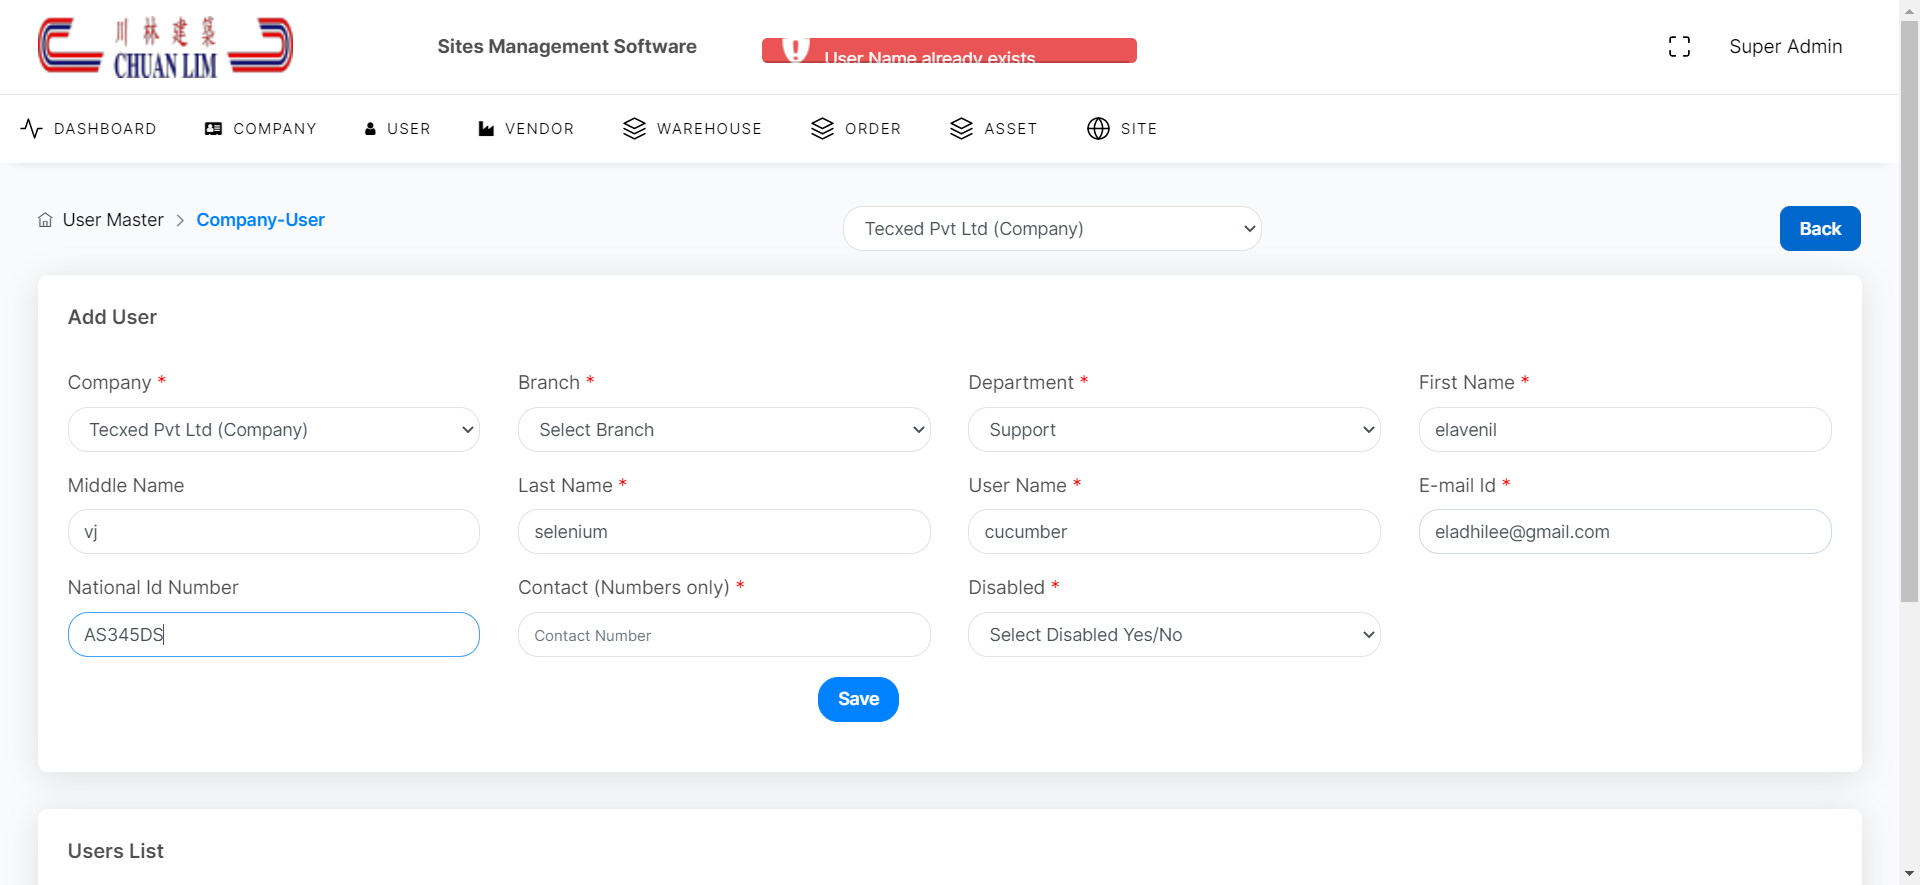 川林建築
CHUAN LIM
Sites Management Software
User Name already exists
Super Admin
DASHBOARD
COMPANY
USER
VENDOR
WAREHOUSE
ORDER
ASSET
SITE
User Master
Company-User
Tecxed Pvt Ltd (Company)
Back
Add User
Company *
Branch *
Department *
First Name *
Tecxed Pvt Ltd (Company)
Select Branch
Support
elavenil
Middle Name
Last Name *
User Name *
E-mail Id *
vj
selenium
cucumber
eladhilee@gmail.com
National Id Number
Contact (Numbers only) *
Disabled *
AS345DS
Contact Number
Select Disabled Yes/No
Save
Users List